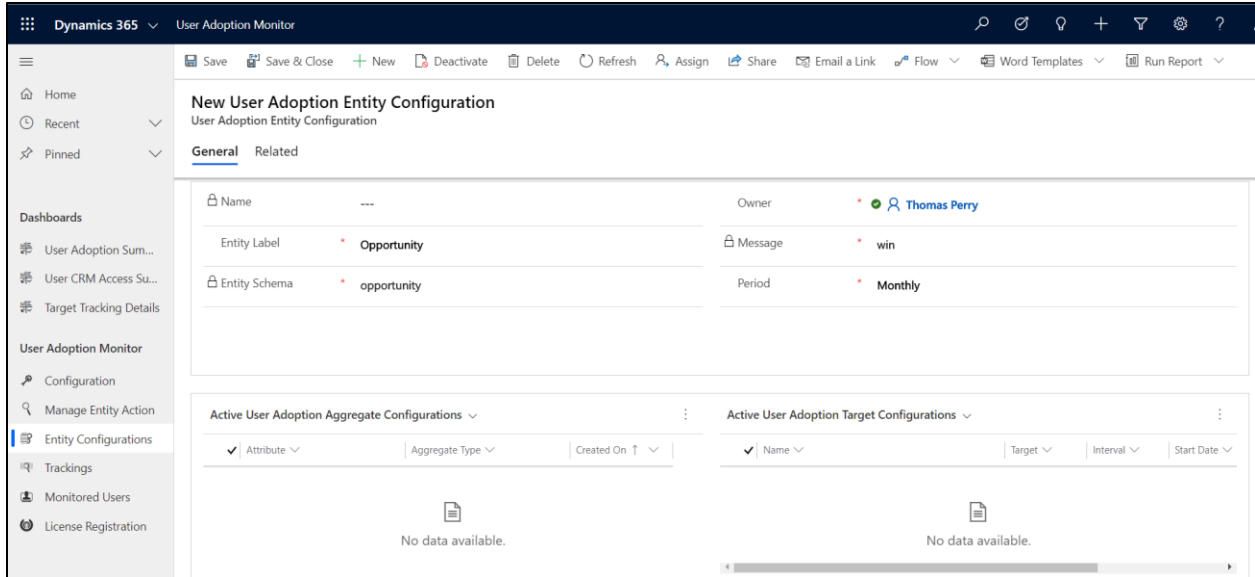 Dynamics 365 User Adoption Monitor
Save Save & Close New Deactivate Delete Refresh Assign Share Email a Link Flow Word Templates Run Report
Home
Recent
Pinned
Dashboards
User Adoption Sum...
User CRM Access Su...
Target Tracking Details
User Adoption Monitor
Configuration
Manage Entity Action
Entity Configurations
Trackings
Monitored Users
License Registration
New User Adoption Entity Configuration
User Adoption Entity Configuration
General Related
Name --- Owner * Thomas Perry
Entity Label * Opportunity Message * win
Entity Schema * opportunity Period * Monthly
Active User Adoption Aggregate Configurations
Attribute Aggregate Type Created On ↑
No data available.
Active User Adoption Target Configurations
Name Target Interval Start Date
No data available.